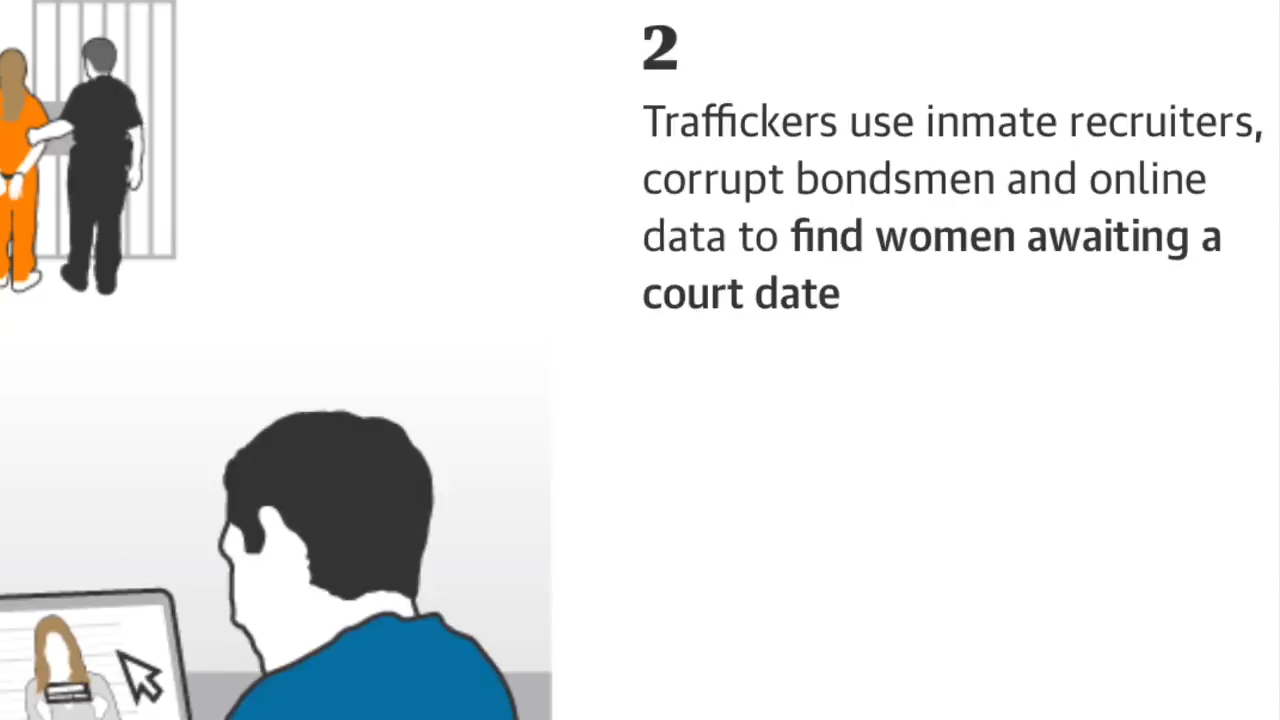 2
Traffickers use inmate recruiters,
corrupt bondsmen and online
data to find women awaiting a
court date